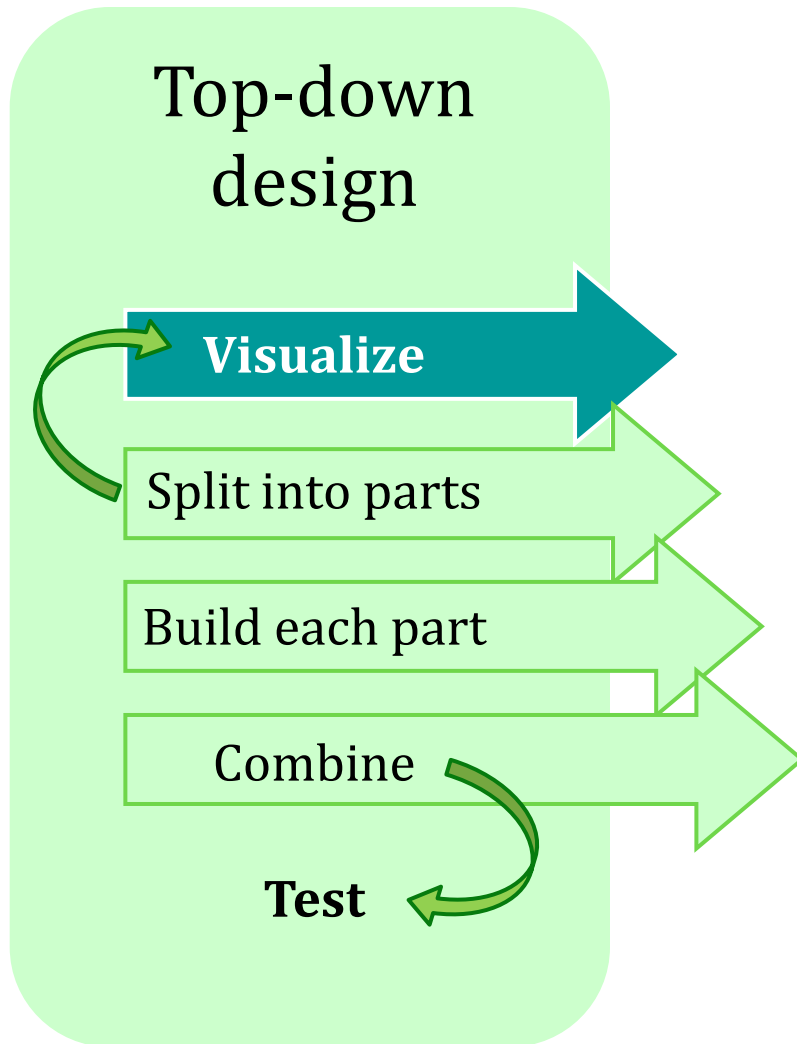 Top-down
design
Visualize
Split into parts
Build each part
Combine
Test